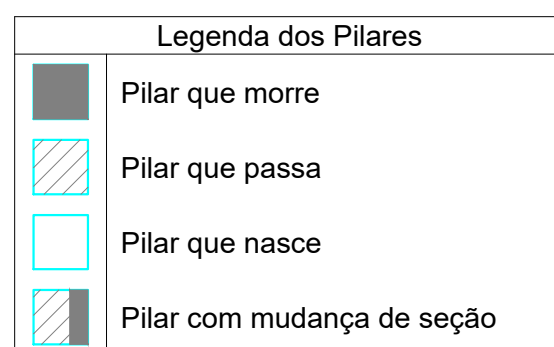 Legenda dos Pilares
Pilar que morre
Pilar que passa
Pilar que nasce
Pilar com mudança de seção